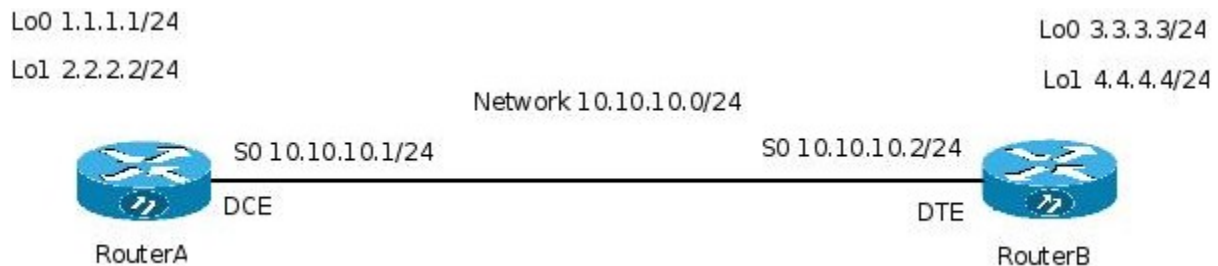 Lo0 1.1.1.1/24
Lo1 2.2.2.2/24
Lo0 3.3.3.3/24
Lo1 4.4.4.4/24
Network 10.10.10.0/24
S0 10.10.10.1/24
S0 10.10.10.2/24
DCE
DTE
RouterA
RouterB